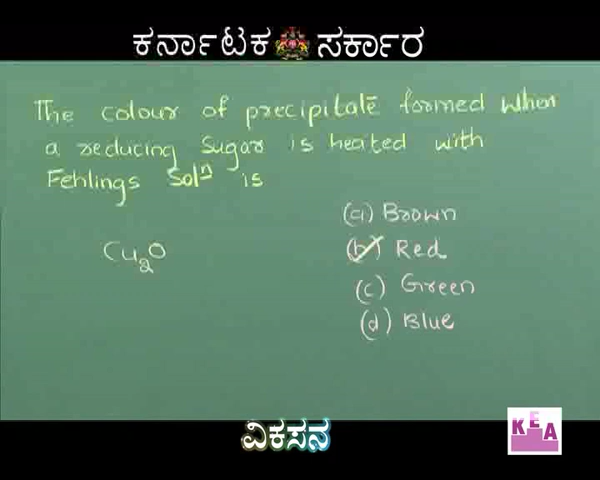 ಕರ್ನಾಟಕ ಸರ್ಕಾರ
The colour of precipitate formed when
a reducing Sugar is heated with
Fehlings Solⁿ is
(a) Brown
Cu₂O
(b) Red
(c) Green
(d) Blue
ವಿಕಸನ
KEA